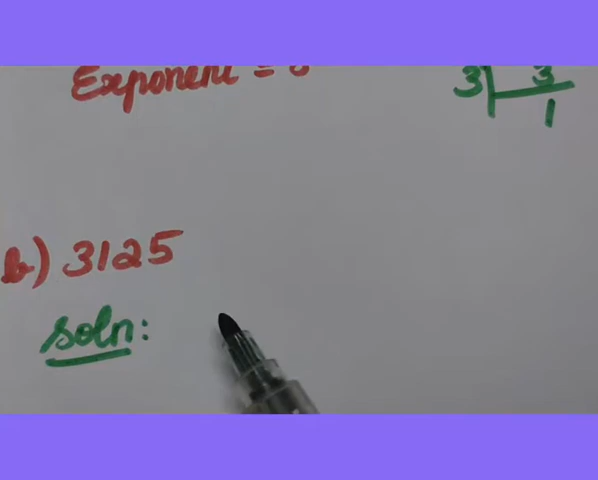 Exponent =
3 3
1
b) 3125
Soln: